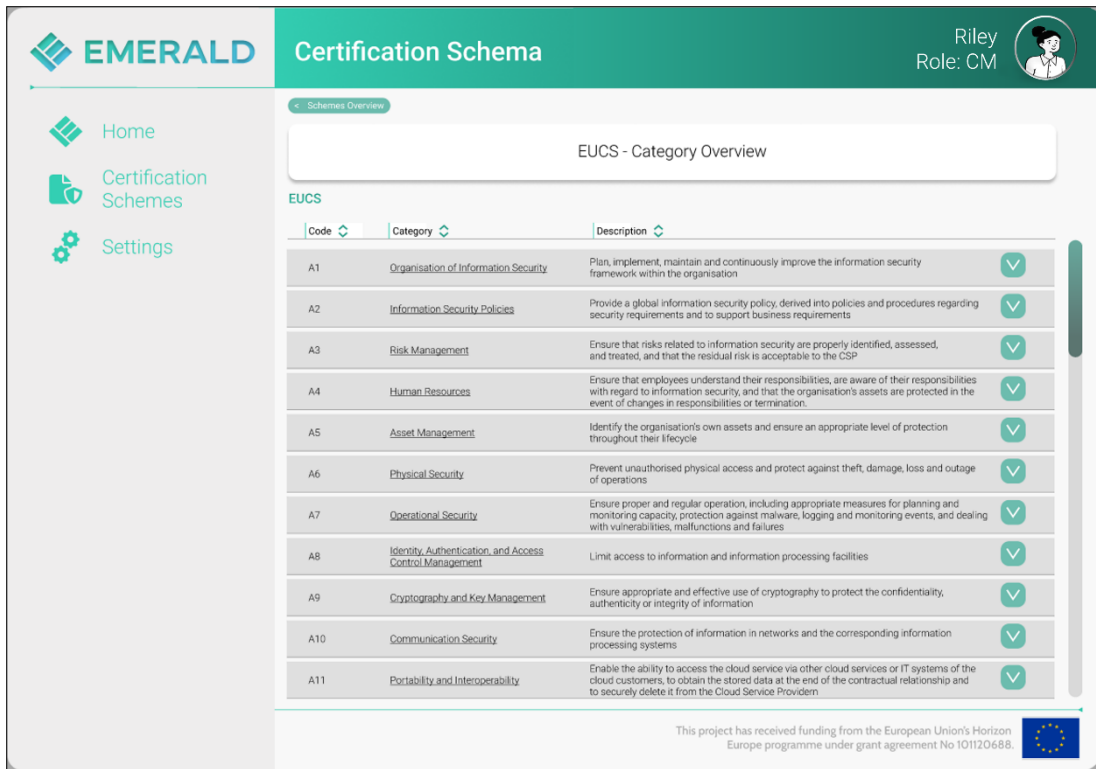 EMERALD
Certification Schema
Riley
Role: CM
Home
Certification
Schemes
Settings
< Schemes Overview
EUCS - Category Overview
EUCS
Code Category Description
A1 Organisation of Information Security Plan, implement, maintain and continuously improve the information security
framework within the organisation
A2 Information Security Policies Provide a global information security policy, derived into policies and procedures regarding
security requirements and to support business requirements
A3 Risk Management Ensure that risks related to information security are properly identified, assessed,
and treated, and that the residual risk is acceptable to the CSP
A4 Human Resources Ensure that employees understand their responsibilities, are aware of their responsibilities
with regard to information security, and that the organisation's assets are protected in the
event of changes in responsibilities or termination.
A5 Asset Management Identify the organisation's own assets and ensure an appropriate level of protection
throughout their lifecycle
A6 Physical Security Prevent unauthorised physical access and protect against theft, damage, loss and outage
of operations
A7 Operational Security Ensure proper and regular operation, including appropriate measures for planning and
monitoring capacity, protection against malware, logging and monitoring events, and dealing
with vulnerabilities, malfunctions and failures
A8 Identity, Authentication, and Access
Control Management Limit access to information and information processing facilities
A9 Cryptography and Key Management Ensure appropriate and effective use of cryptography to protect the confidentiality,
authenticity or integrity of information
A10 Communication Security Ensure the protection of information in networks and the corresponding information
processing systems
A11 Portability and Interoperability Enable the ability to access the cloud service via other cloud services or IT systems of the
cloud customers, to obtain the stored data at the end of the contractual relationship and
to securely delete it from the Cloud Service Providern
This project has received funding from the European Union's Horizon
Europe programme under grant agreement No 101120688.